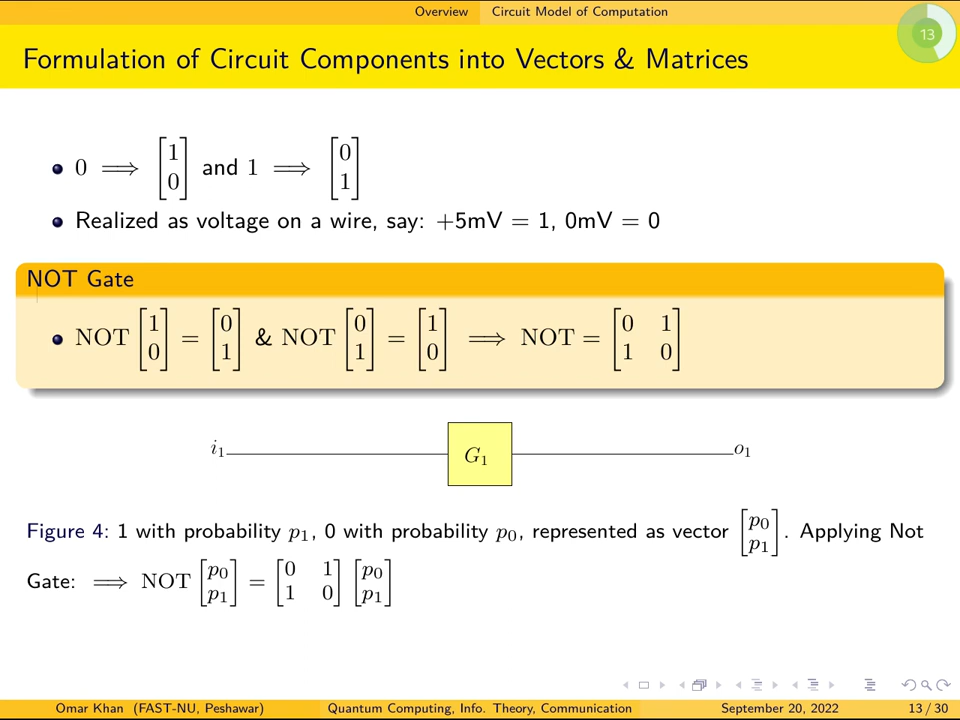 Overview Circuit Model of Computation
13
Formulation of Circuit Components into Vectors & Matrices
0 ⟹ [1 0] and 1 ⟹ [0 1]
Realized as voltage on a wire, say: +5mV = 1, 0mV = 0
NOT Gate
NOT [1 0] = [0 1] & NOT [0 1] = [1 0] ⟹ NOT = [0 1 1 0]
i₁ G₁ o₁
Figure 4: 1 with probability p₁, 0 with probability p₀, represented as vector [p₀ p₁]. Applying Not
Gate: ⟹ NOT [p₀ p₁] = [0 1 1 0] [p₀ p₁]
Omar Khan (FAST-NU, Peshawar) Quantum Computing, Info. Theory, Communication September 20, 2022 13 / 30